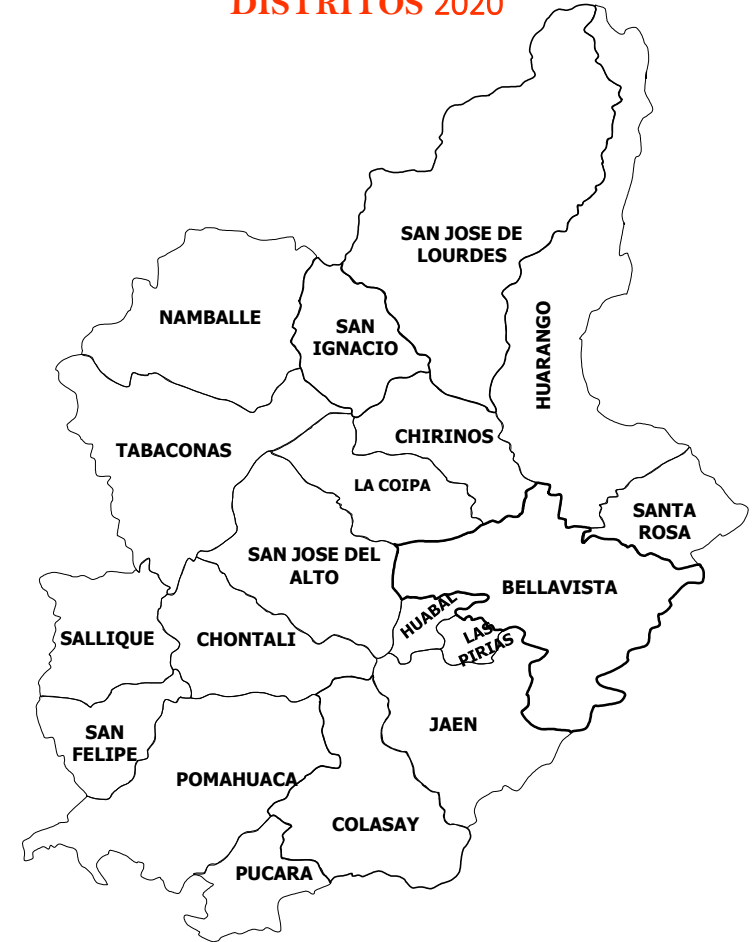 DISTRITOS 2020
SAN JOSE DE
LOURDES
NAMBALLE
SAN
IGNACIO
HUARANGO
TABACONAS
CHIRINOS
LA COIPA
SANTA
ROSA
SAN JOSE DEL
ALTO
BELLAVISTA
HUABAL
LAS
PIRIAS
SALLIQUE
CHONTALI
SAN
FELIPE
JAEN
POMAHUACA
COLASAY
PUCARA